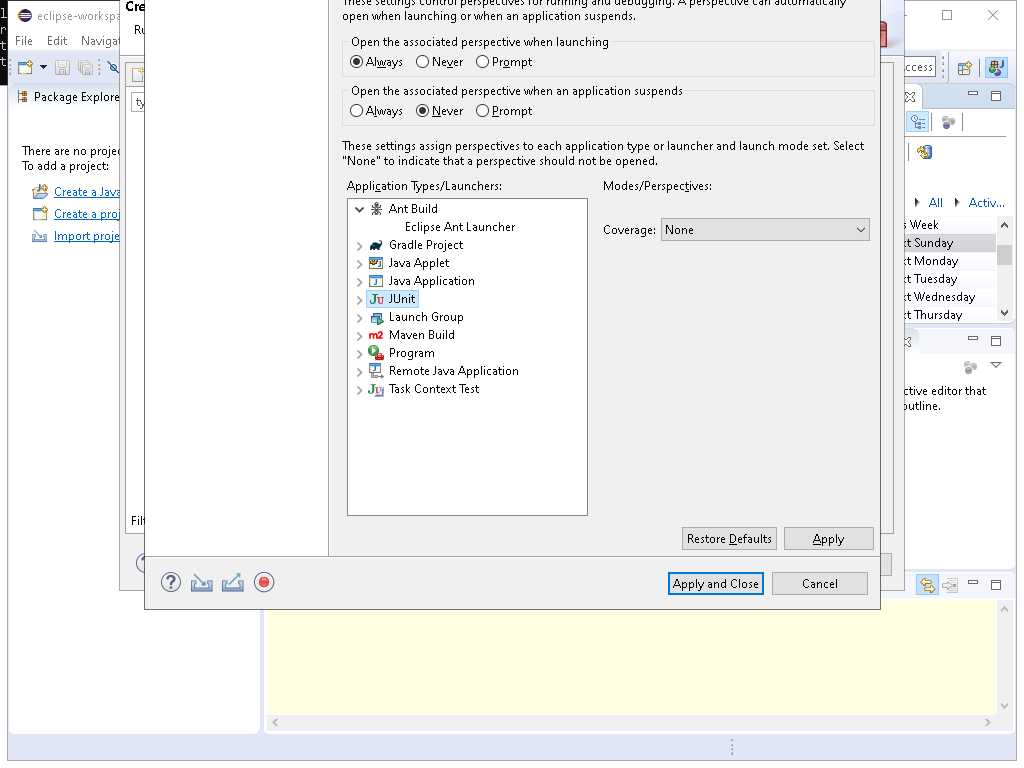 eclipse-workspa
Cre
File Edit Navigat
Ru
These settings control perspectives for running and debugging. A perspective can automatically
open when launching or when an application suspends.
Open the associated perspective when launching
Always Never Prompt
Open the associated perspective when an application suspends
Always Never Prompt
These settings assign perspectives to each application type or launcher and launch mode set. Select
"None" to indicate that a perspective should not be opened.
Application Types/Launchers:
Modes/Perspectives:
Ant Build
Eclipse Ant Launcher
Gradle Project
Java Applet
Java Application
JUnit
Launch Group
Maven Build
Program
Remote Java Application
Task Context Test
Coverage: None
Restore Defaults Apply
Apply and Close Cancel
Package Explore
ty
There are no projec
To add a project:
Create a Java
Create a proj
Import proje
Filt
ccess
All Activ...
s Week
xt Sunday
xt Monday
xt Tuesday
xt Wednesday
xt Thursday
ctive editor that
outline.